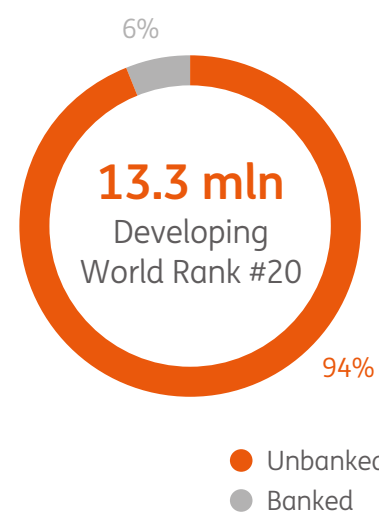 6%
13.3 mln
Developing
World Rank #20
94%
Unbanked
Banked